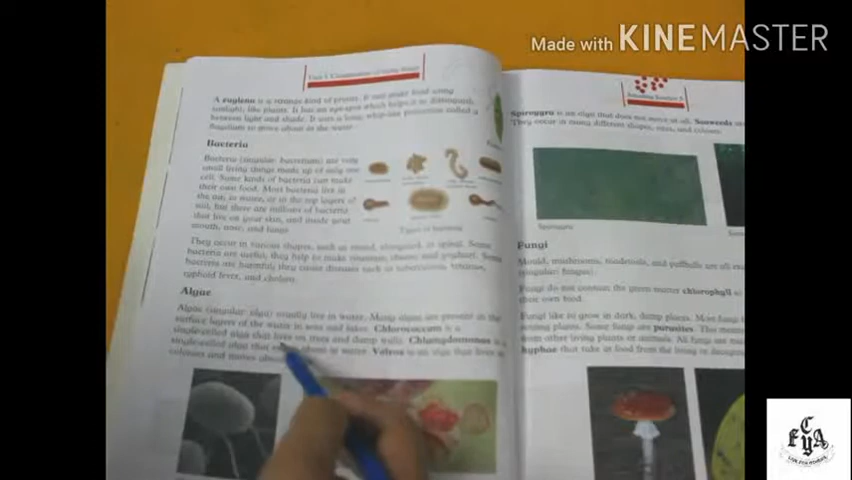 Made with KINEMASTER
Unit 1 Classification of living things
A euglena is a strange kind of protist. It can make food using
sunlight, like plants. It has an eye-spot which helps it to distinguish
between light and shade. It uses a long, whip-like called a
flagellum to move about in the water.
Bacteria
Bacteria (singular: bacterium) are very
small living things made up of only one
cell. Some kinds of bacteria can make
their own food. Most bacteria live in
the air, in water, or in the top layers of
soil, but there are millions of bacteria
that live on your skin, and inside your
mouth, nose, and lungs.
Types of bacteria
They occur in various shapes, such as round, elongated, or spiral. Some
bacteria are useful; they help to make cheese, and yoghurt. Some
bacteria are harmful; they cause diseases such as tuberculosis, tetanus,
typhoid fever, and cholera.
Algae
Algae (singular: alga) usually live in water. Many algae are present in the
surface layers of the water in seas and lakes. Chlorococcum is a
single-celled alga that lives on trees and damp walls. Chlamydomonas is a
single-celled alga that about in water. Volvox is an alga that lives in
colonies and moves about
Spirogyra is an alga that does not move at all. Seaweeds
They occur in many different shapes, sizes, and colours.
Spirogyra
Fungi
Mould, mushrooms, toadstools, and puffballs are all
(singular: fungus).
Fungi do not contain the green matter chlorophyll so
their own food.
Fungi like to grow in dark, damp places. Most fungi
rotting plants. Some fungi are parasites.
from other living plants or animals. All fungi are
hyphae that take in food from the living or decaying
C
F Y A